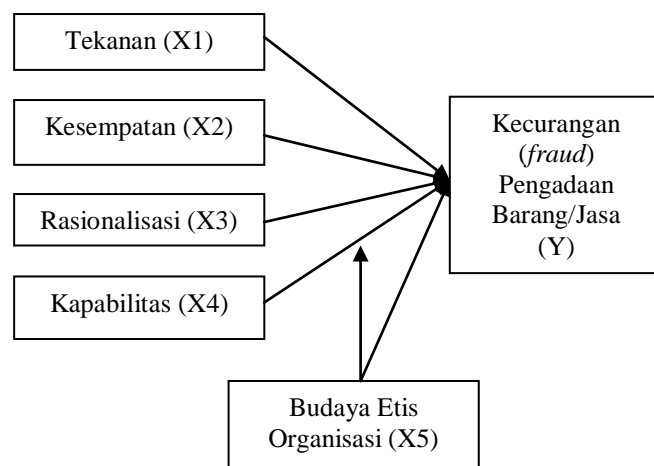 Tekanan (X1)
Kesempatan (X2)
Rasionalisasi (X3)
Kapabilitas (X4)
Kecurangan
(fraud)
Pengadaan
Barang/Jasa
(Y)
Budaya Etis
Organisasi (X5)